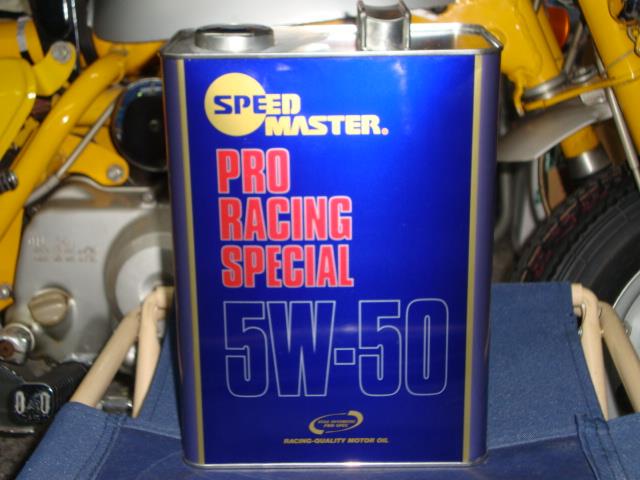 SPEED
MASTER.
PRO
RACING
SPECIAL
5W-50
RACING-QUALITY MOTOR OIL